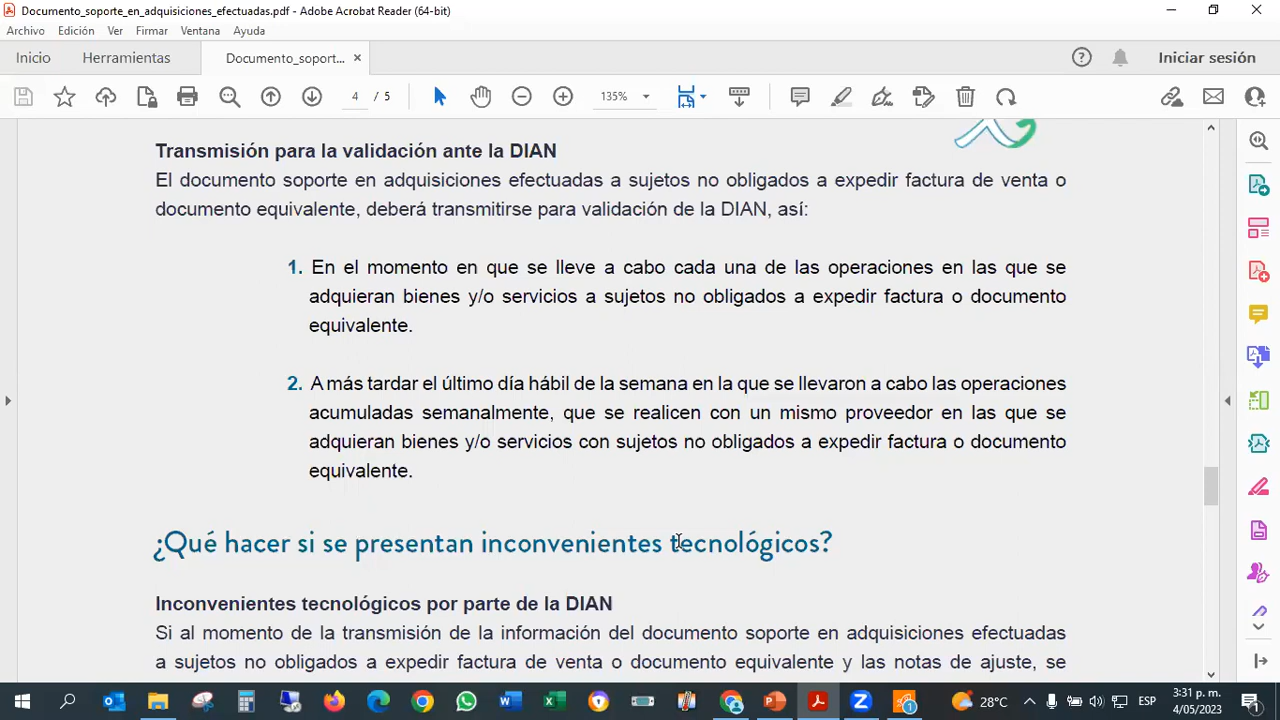 Documento_soporte_en_adquisiciones_efectuadas.pdf - Adobe Acrobat Reader (64-bit)
Archivo Edición Ver Firmar Ventana Ayuda
Inicio Herramientas Documento_soport... × Iniciar sesión
4 / 5 135%
Transmisión para la validación ante la DIAN
El documento soporte en adquisiciones efectuadas a sujetos no obligados a expedir factura de venta o
documento equivalente, deberá transmitirse para validación de la DIAN, así:
1. En el momento en que se lleve a cabo cada una de las operaciones en las que se
adquieran bienes y/o servicios a sujetos no obligados a expedir factura o documento
equivalente.
2. A más tardar el último día hábil de la semana en la que se llevaron a cabo las operaciones
acumuladas semanalmente, que se realicen con un mismo proveedor en las que se
adquieran bienes y/o servicios con sujetos no obligados a expedir factura o documento
equivalente.
¿Qué hacer si se presentan inconvenientes tecnológicos?
Inconvenientes tecnológicos por parte de la DIAN
Si al momento de la transmisión de la información del documento soporte en adquisiciones efectuadas
a sujetos no obligados a expedir factura de venta o documento equivalente y las notas de ajuste, se
28°C ESP 3:31 p. m.
4/05/2023